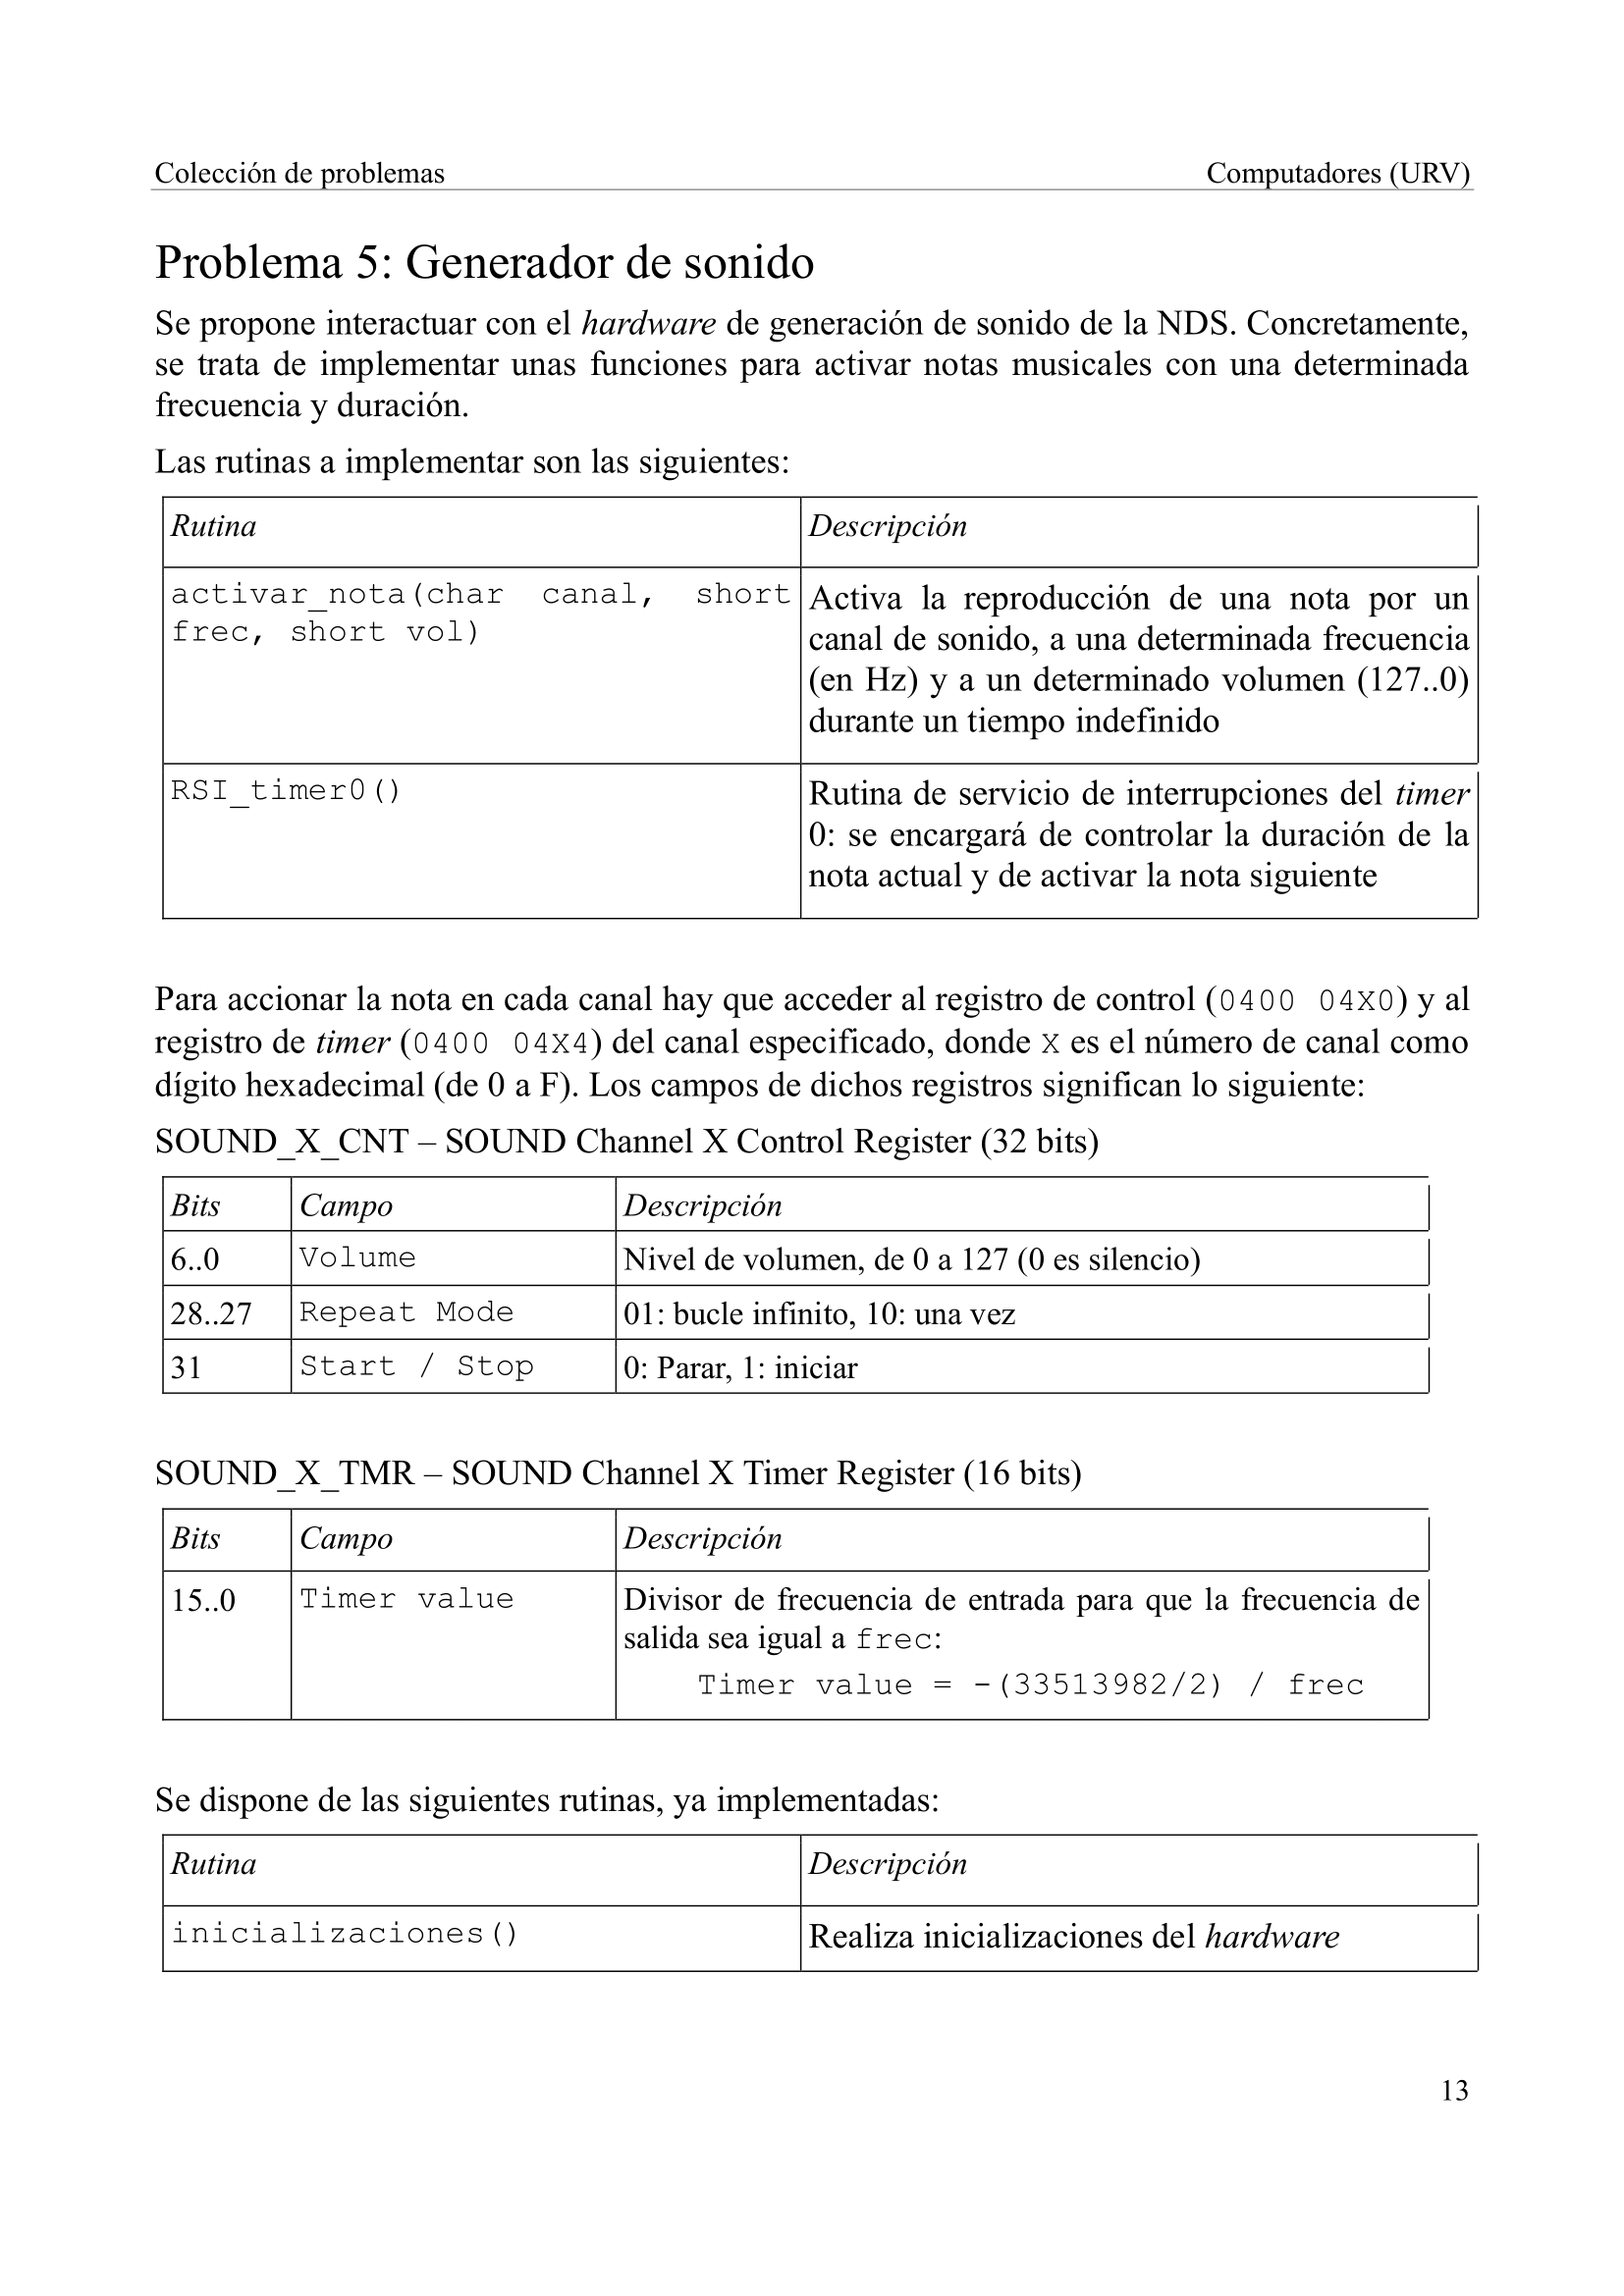 Colección de problemas Computadores (URV)
Problema 5: Generador de sonido
Se propone interactuar con el hardware de generación de sonido de la NDS. Concretamente,
se trata de implementar unas funciones para activar notas musicales con una determinada
frecuencia y duración.
Las rutinas a implementar son las siguientes:
Rutina Descripción
activar_nota(char canal, short
frec, short vol)
Activa la reproducción de una nota por un
canal de sonido, a una determinada frecuencia
(en Hz) y a un determinado volumen (127..0)
durante un tiempo indefinido
RSI_timer0()
Rutina de servicio de interrupciones del timer
0: se encargará de controlar la duración de la
nota actual y de activar la nota siguiente
Para accionar la nota en cada canal hay que acceder al registro de control (0400 04X0) y al
registro de timer (0400 04X4) del canal especificado, donde X es el número de canal como
dígito hexadecimal (de 0 a F). Los campos de dichos registros significan lo siguiente:
SOUND_X_CNT – SOUND Channel X Control Register (32 bits)
Bits Campo Descripción
6..0 Volume Nivel de volumen, de 0 a 127 (0 es silencio)
28..27 Repeat Mode 01: bucle infinito, 10: una vez
31 Start / Stop 0: Parar, 1: iniciar
SOUND_X_TMR – SOUND Channel X Timer Register (16 bits)
Bits Campo Descripción
15..0 Timer value Divisor de frecuencia de entrada para que la frecuencia de
salida sea igual a frec:
Timer value = -(33513982/2) / frec
Se dispone de las siguientes rutinas, ya implementadas:
Rutina Descripción
inicializaciones() Realiza inicializaciones del hardware
13